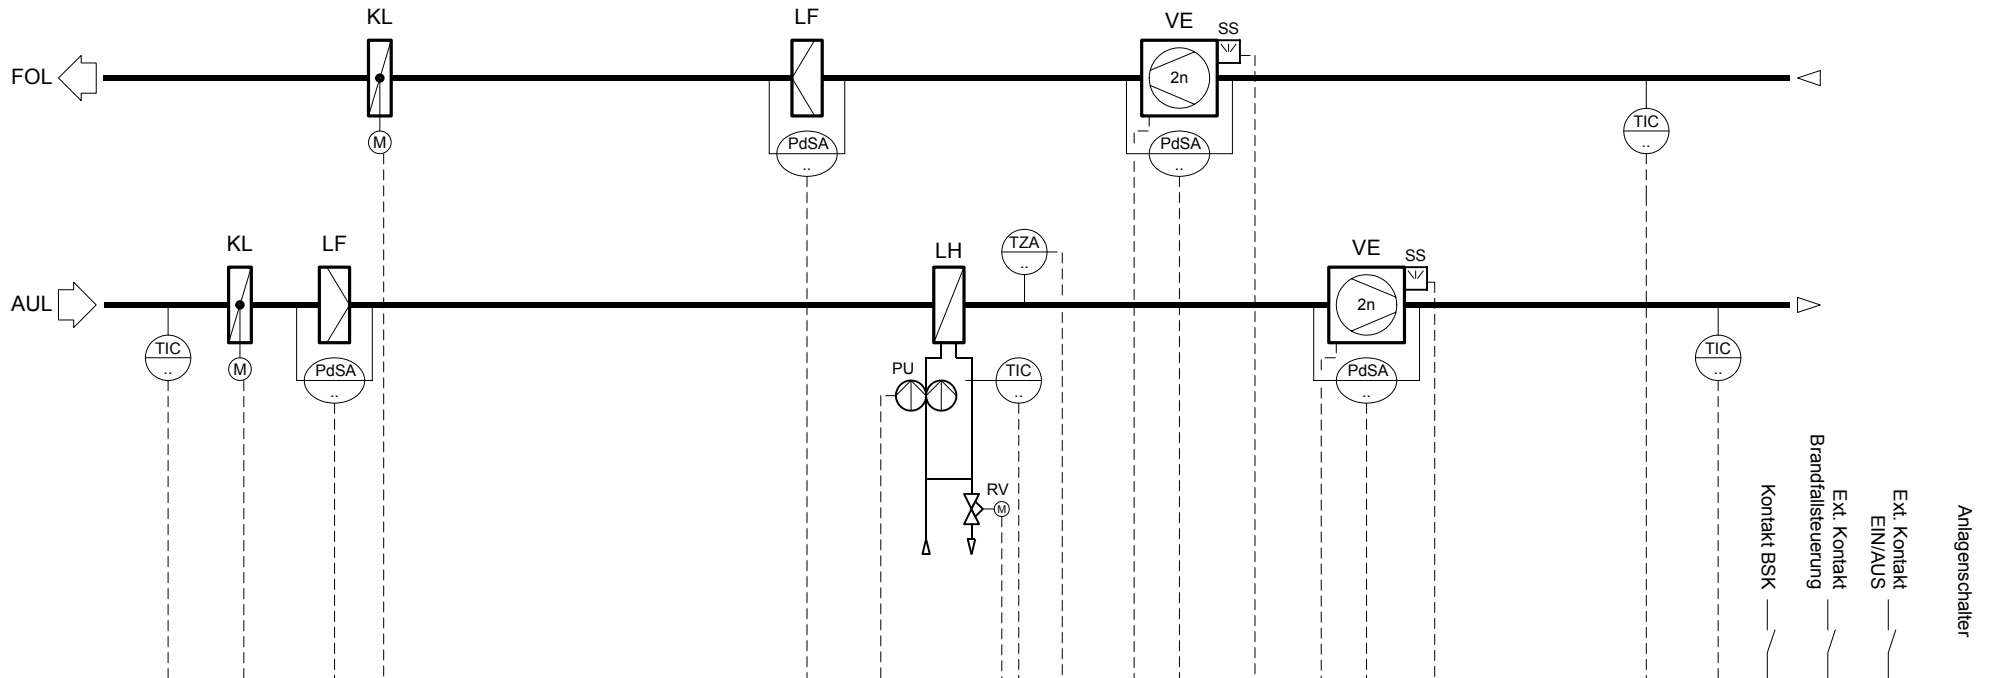 KL
LF
VE
SS
FOL
2n
M
PdSA
..
PdSA
..
TIC
..
KL
LF
LH
TZA
..
VE
SS
AUL
2n
TIC
..
M
PdSA
..
PU
TIC
..
PdSA
..
TIC
..
RV
M
Kontakt BSK
Ext. Kontakt
Brandfallsteuerung
Ext. Kontakt
EIN/AUS
Anlagenschalter